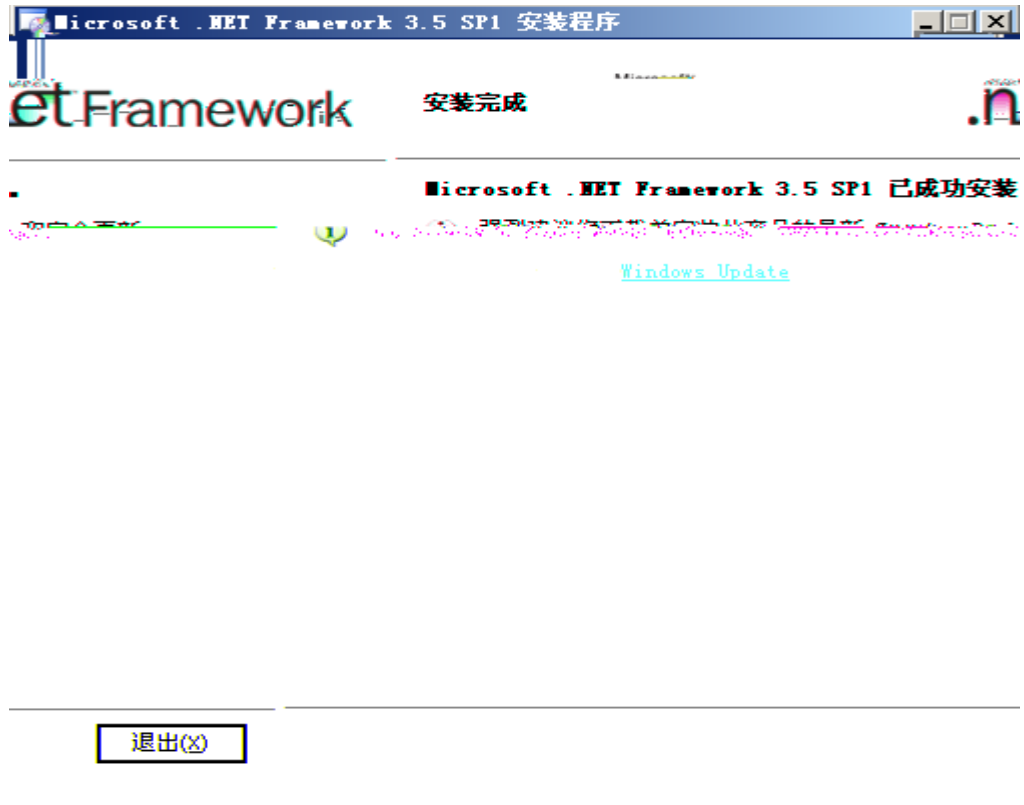 Microsoft .NET Framework 3.5 SP1 安装程序
Microsoft
et Framework
安装完成
.n
Microsoft .NET Framework 3.5 SP1 已成功安装
Windows Update
退出(X)